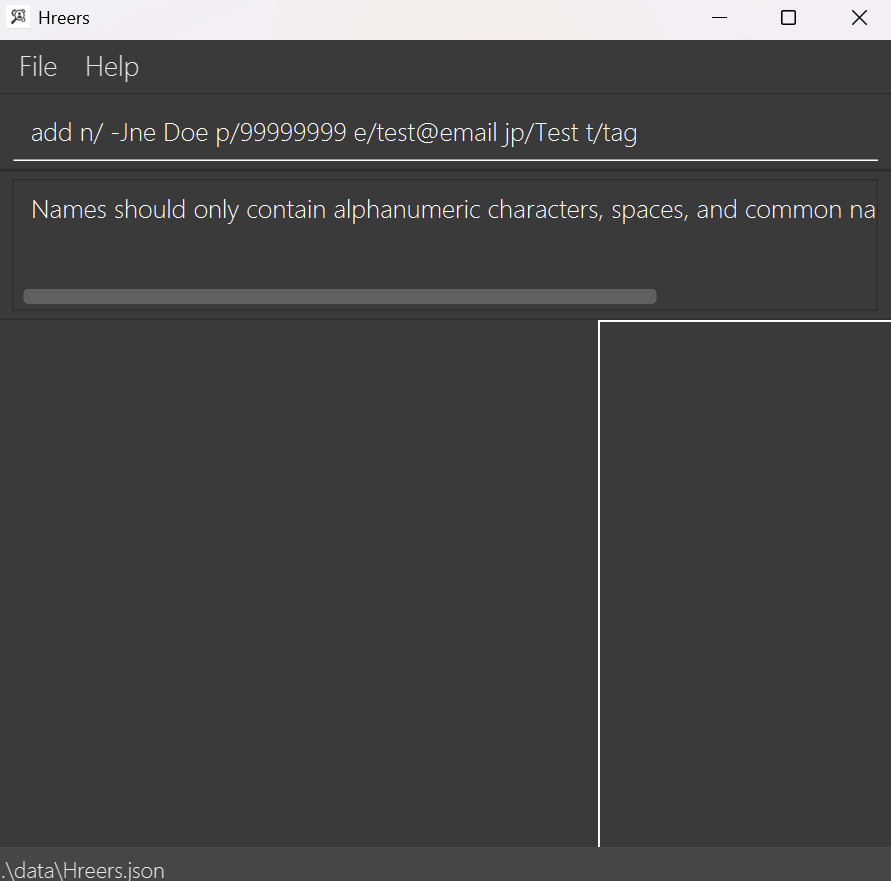 Hreers
File Help
add n/ -Jne Doe p/99999999 e/test@email jp/Test t/tag
Names should only contain alphanumeric characters, spaces, and common na
.\data\Hreers.json